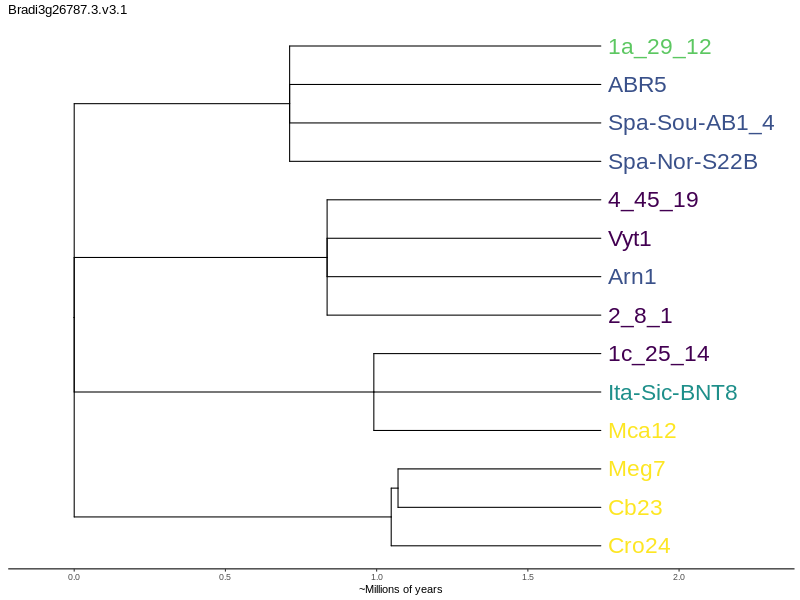 Bradi3g26787.3.v3.1
1a_29_12
ABR5
Spa-Sou-AB1_4
Spa-Nor-S22B
4_45_19
Vyt1
Arn1
2_8_1
1c_25_14
Ita-Sic-BNT8
Mca12
Meg7
Cb23
Cro24
0.0 0.5 1.0 1.5 2.0
~Millions of years